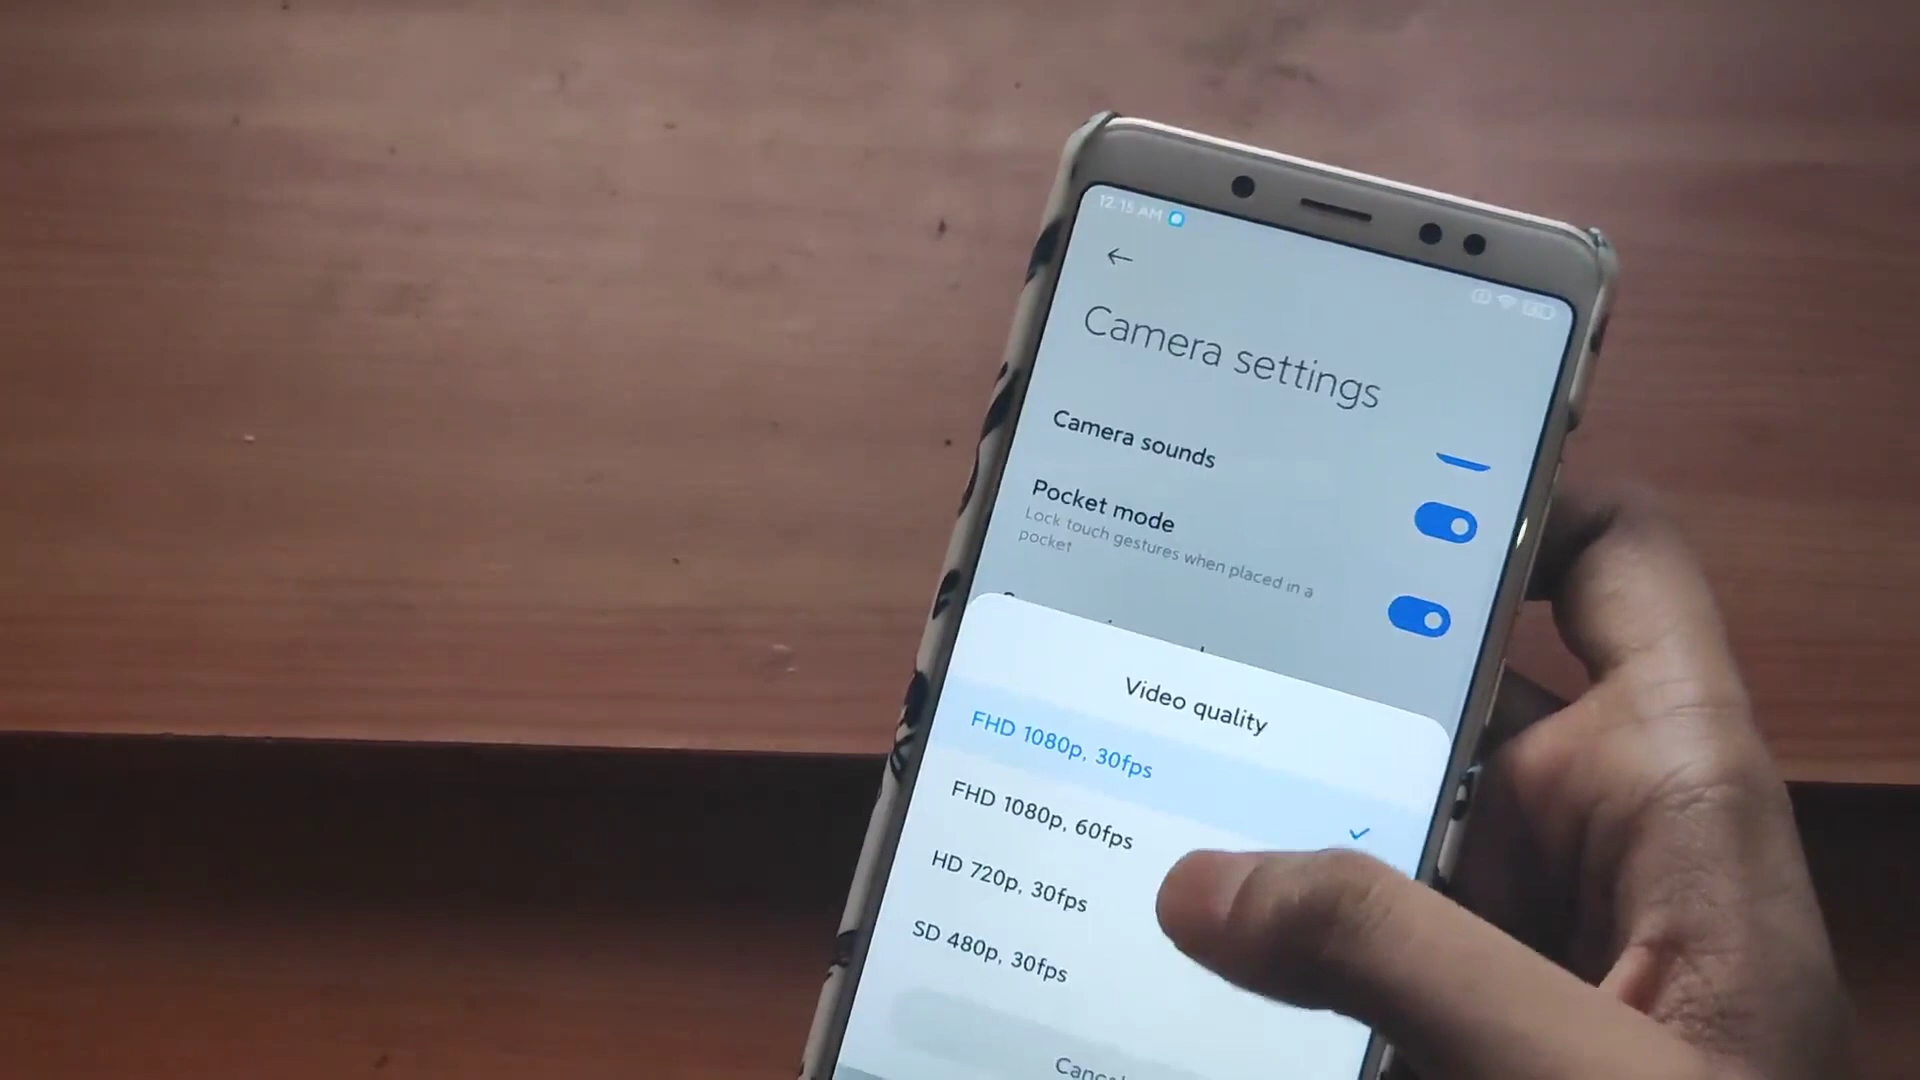 12:15 AM
Camera settings
Camera sounds
Pocket mode
Lock touch gestures when placed in a
pocket
Video quality
FHD 1080p, 30fps
FHD 1080p, 60fps
HD 720p, 30fps
SD 480p, 30fps
Cancel